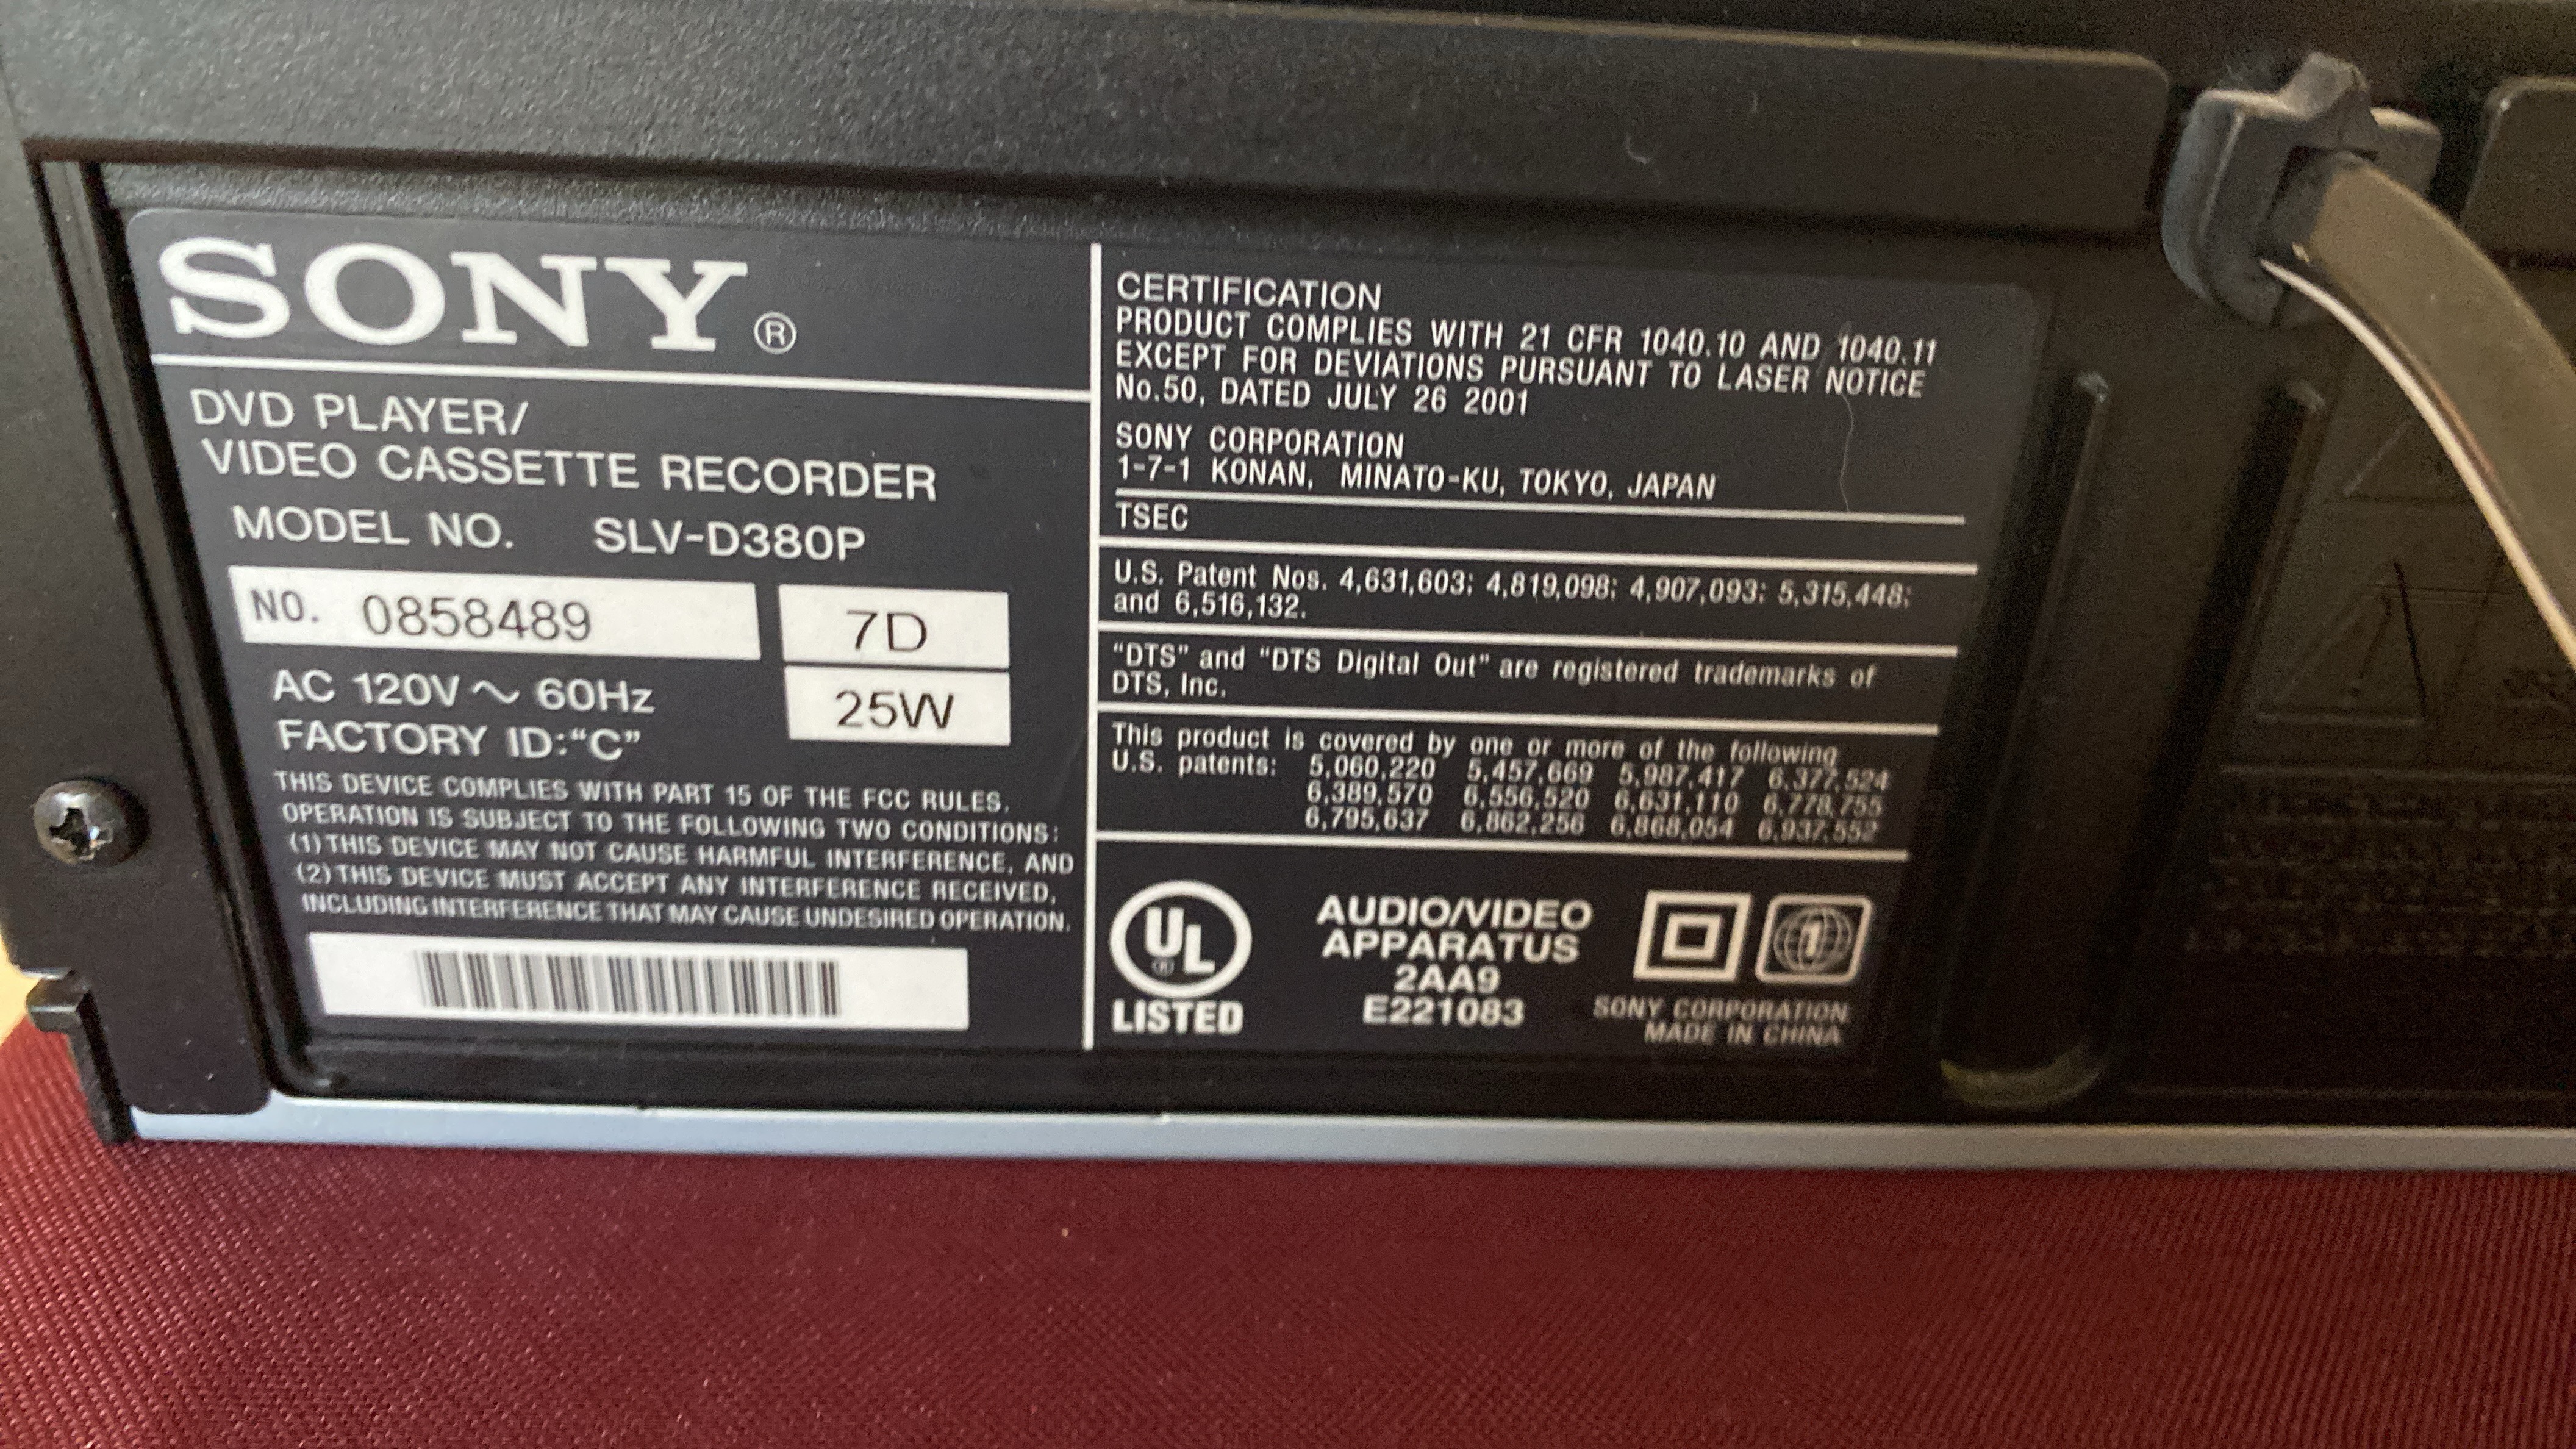 SONY®
DVD PLAYER/
VIDEO CASSETTE RECORDER
MODEL NO. SLV-D380P
NO. 0858489
7D
AC 120V ~ 60Hz
25W
FACTORY ID:“C”
THIS DEVICE COMPLIES WITH PART 15 OF THE FCC RULES.
OPERATION IS SUBJECT TO THE FOLLOWING TWO CONDITIONS:
(1) THIS DEVICE MAY NOT CAUSE HARMFUL INTERFERENCE, AND
(2) THIS DEVICE MUST ACCEPT ANY INTERFERENCE RECEIVED,
INCLUDING INTERFERENCE THAT MAY CAUSE UNDESIRED OPERATION.
CERTIFICATION
PRODUCT COMPLIES WITH 21 CFR 1040.10 AND 1040.11
EXCEPT FOR DEVIATIONS PURSUANT TO LASER NOTICE
No.50, DATED JULY 26 2001
SONY CORPORATION
1-7-1 KONAN, MINATO-KU, TOKYO, JAPAN
TSEC
U.S. Patent Nos. 4,631,603; 4,819,098; 4,907,093; 5,315,448;
and 6,516,132.
“DTS” and “DTS Digital Out” are registered trademarks of
DTS, Inc.
This product is covered by one or more of the following
U.S. patents: 5,060,220 5,457,669 5,987,417 6,377,524
6,389,570 6,556,520 6,631,110 6,778,755
6,795,637 6,862,256 6,868,054 6,937,552
UL®
LISTED
AUDIO/VIDEO
APPARATUS
2AA9
E221083
1
SONY CORPORATION
MADE IN CHINA